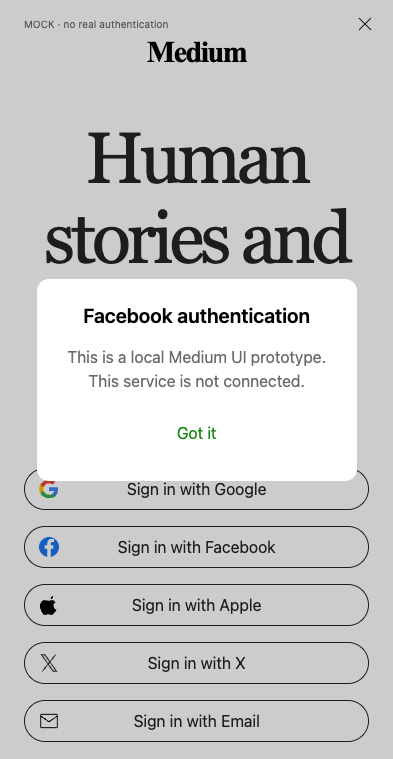 MOCK · no real authentication
Medium
Human
stories and
Facebook authentication
This is a local Medium UI prototype.
This service is not connected.
Got it
Sign in with Google
Sign in with Facebook
Sign in with Apple
Sign in with X
Sign in with Email